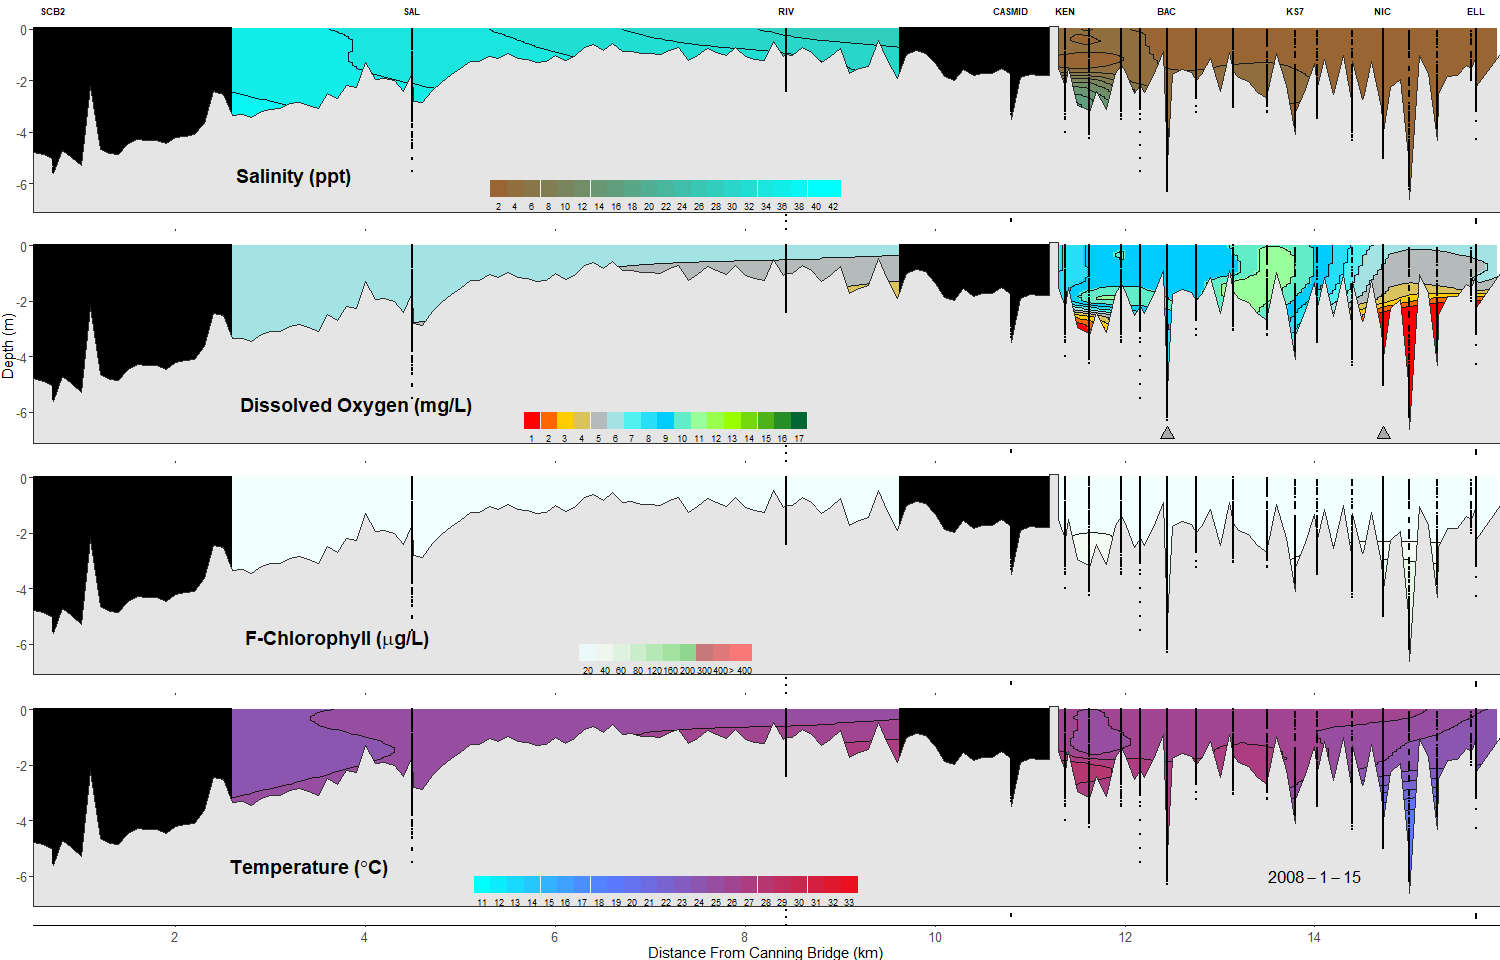 SCB2 SAL RIV CASMID KEN BAC KS7 NIC ELL
0
-2
-4
-6
Salinity (ppt)
2 4 6 8 10 12 14 16 18 20 22 24 26 28 30 32 34 36 38 40 42
0
-2
-4
-6
Depth (m)
Dissolved Oxygen (mg/L)
1 2 3 4 5 6 7 8 9 10 11 12 13 14 15 16 17
0
-2
-4
-6
F-Chlorophyll (μg/L)
20 40 60 80 120 160 200 300 400 > 400
0
-2
-4
-6
Temperature (°C)
2008 – 1 – 15
11 12 13 14 15 16 17 18 19 20 21 22 23 24 25 26 27 28 29 30 31 32 33
2 4 6 8 10 12 14
Distance From Canning Bridge (km)